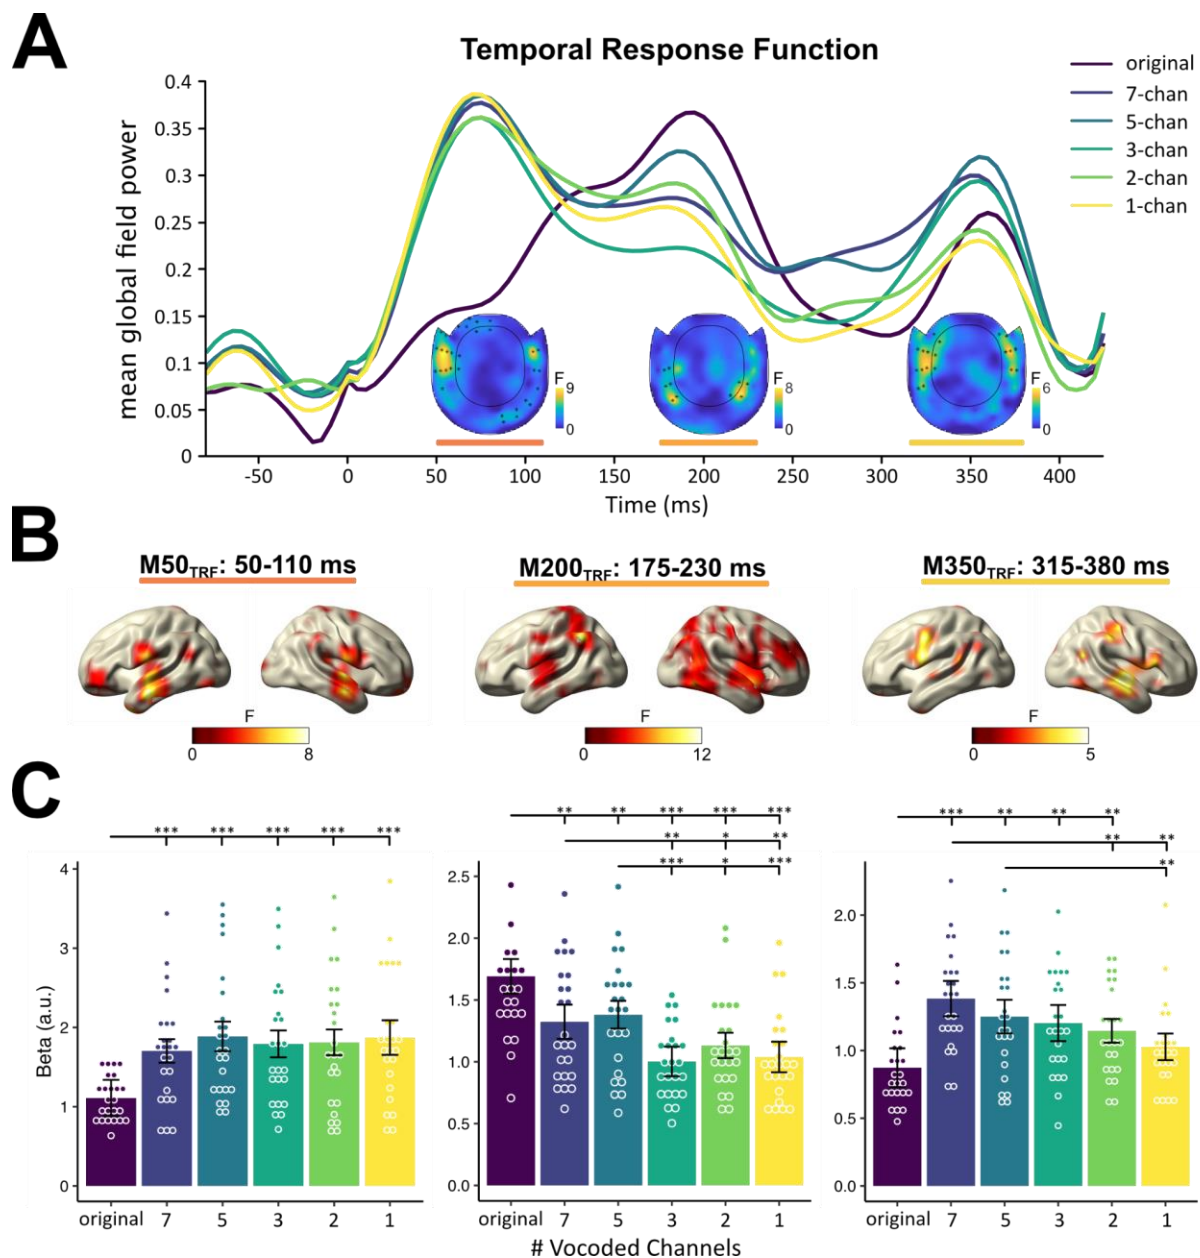 A
Temporal Response Function
original
7-chan
5-chan
3-chan
2-chan
1-chan
mean global field power
0.4
0.35
0.3
0.25
0.2
0.15
0.1
0.05
0
F
9
0
F
8
0
F
6
0
-50 0 50 100 150 200 250 300 350 400
Time (ms)
B
M50TRF: 50-110 ms
M200TRF: 175-230 ms
M350TRF: 315-380 ms
F
0 8
F
0 12
F
0 5
C
*** *** *** *** ***
** ** *** *** ***
** * **
*** * ***
*** ** ** **
** **
**
Beta (a.u.)
4
3
2
1
0
2.5
2.0
1.5
1.0
0.5
0.0
2.0
1.5
1.0
0.5
0.0
original 7 5 3 2 1
original 7 5 3 2 1
original 7 5 3 2 1
# Vocoded Channels